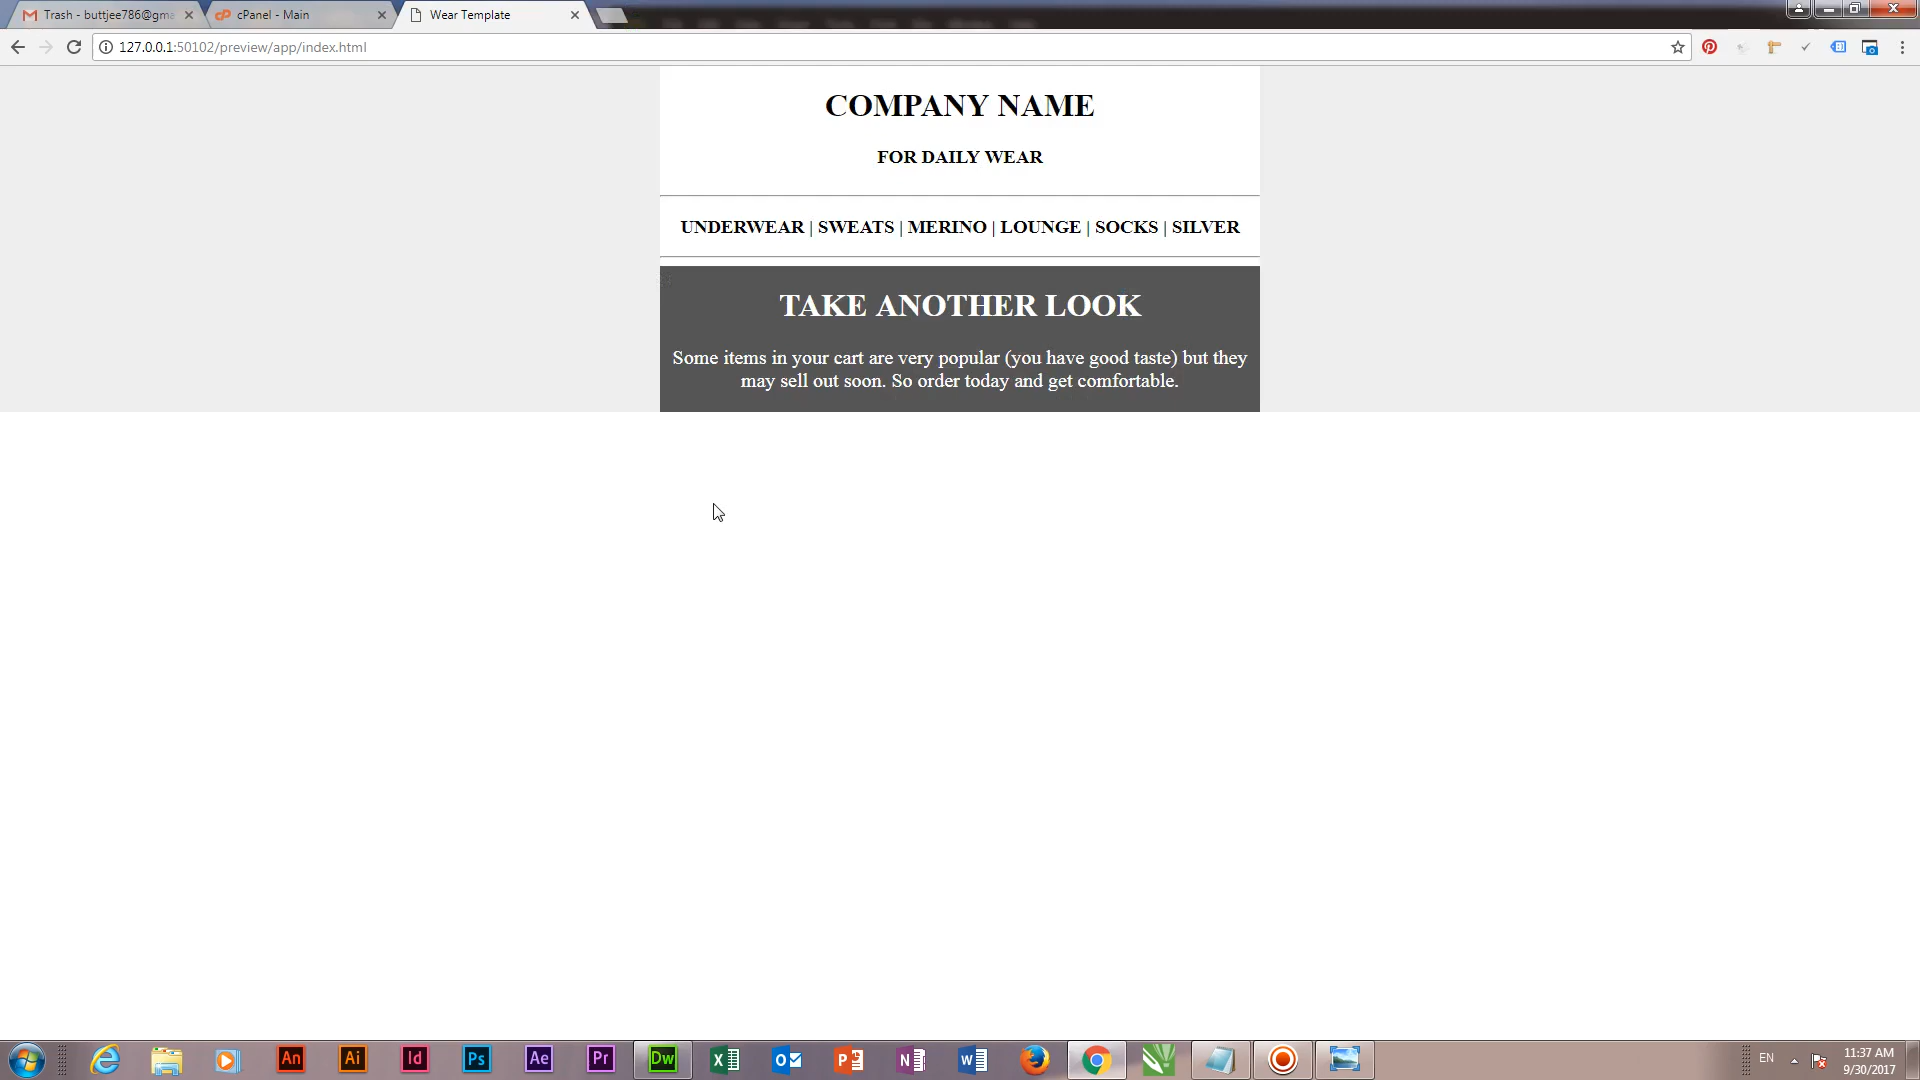 Trash - buttjee786@gma
cPanel - Main
Wear Template
127.0.0.1:50102/preview/app/index.html
COMPANY NAME
FOR DAILY WEAR
UNDERWEAR | SWEATS | MERINO | LOUNGE | SOCKS | SILVER
TAKE ANOTHER LOOK
Some items in your cart are very popular (you have good taste) but they
may sell out soon. So order today and get comfortable.
An Ai Id Ps Ae Pr Dw
EN
11:37 AM
9/30/2017